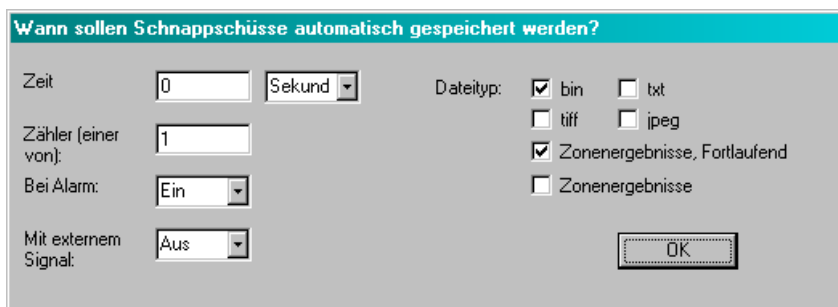 Wann sollen Schnappschüsse automatisch gespeichert werden?
Zeit 0 Sekund Dateityp: bin txt
tiff jpeg
Zähler (einer von): 1
Zonenergebnisse, Fortlaufend
Bei Alarm: Ein Zonenergebnisse
Mit externem Signal: Aus
OK